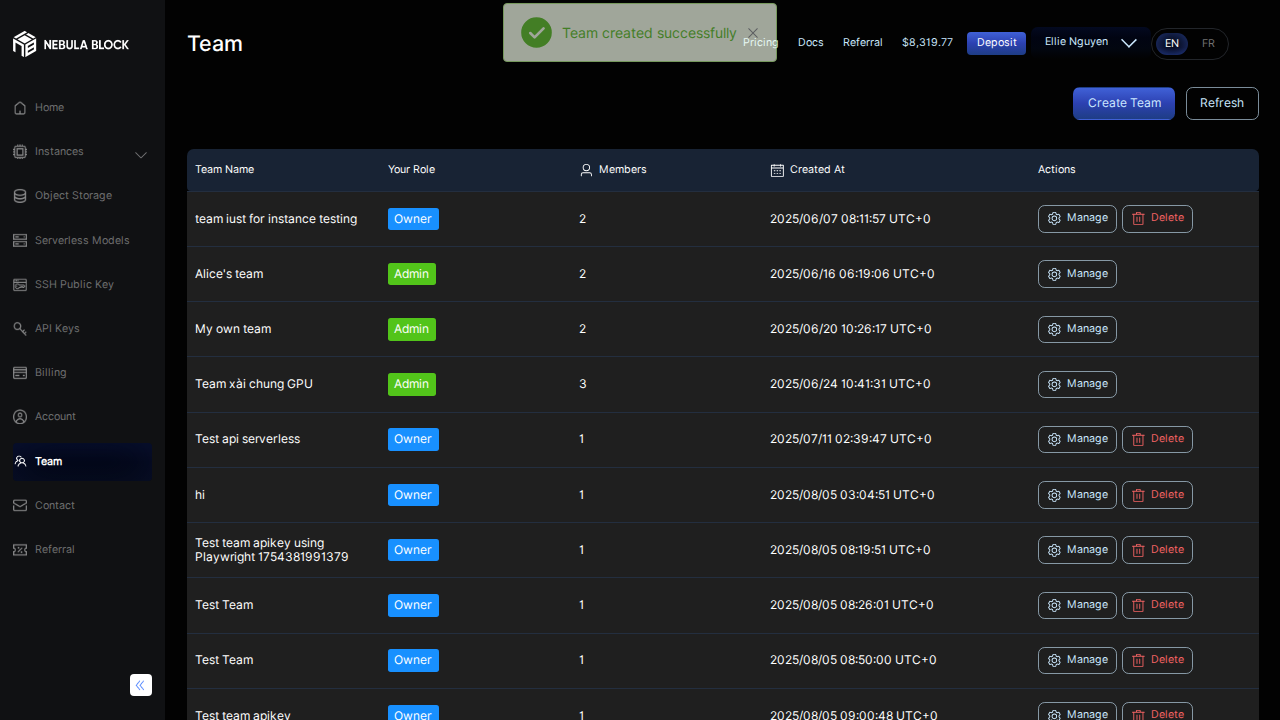 NEBULA BLOCK
Team
Team created successfully
Pricing
Docs
Referral
$8,319.77
Deposit
Ellie Nguyen
EN
FR
Home
Instances
Object Storage
Serverless Models
SSH Public Key
API Keys
Billing
Account
Team
Contact
Referral
Create Team
Refresh
Team Name Your Role Members Created At Actions
team iust for instance testing Owner 2 2025/06/07 08:11:57 UTC+0 Manage Delete
Alice's team Admin 2 2025/06/16 06:19:06 UTC+0 Manage
My own team Admin 2 2025/06/20 10:26:17 UTC+0 Manage
Team xài chung GPU Admin 3 2025/06/24 10:41:31 UTC+0 Manage
Test api serverless Owner 1 2025/07/11 02:39:47 UTC+0 Manage Delete
hi Owner 1 2025/08/05 03:04:51 UTC+0 Manage Delete
Test team apikey using
Playwright 1754381991379 Owner 1 2025/08/05 08:19:51 UTC+0 Manage Delete
Test Team Owner 1 2025/08/05 08:26:01 UTC+0 Manage Delete
Test Team Owner 1 2025/08/05 08:50:00 UTC+0 Manage Delete
Test team apikey Owner 1 2025/08/05 09:00:48 UTC+0 Manage Delete